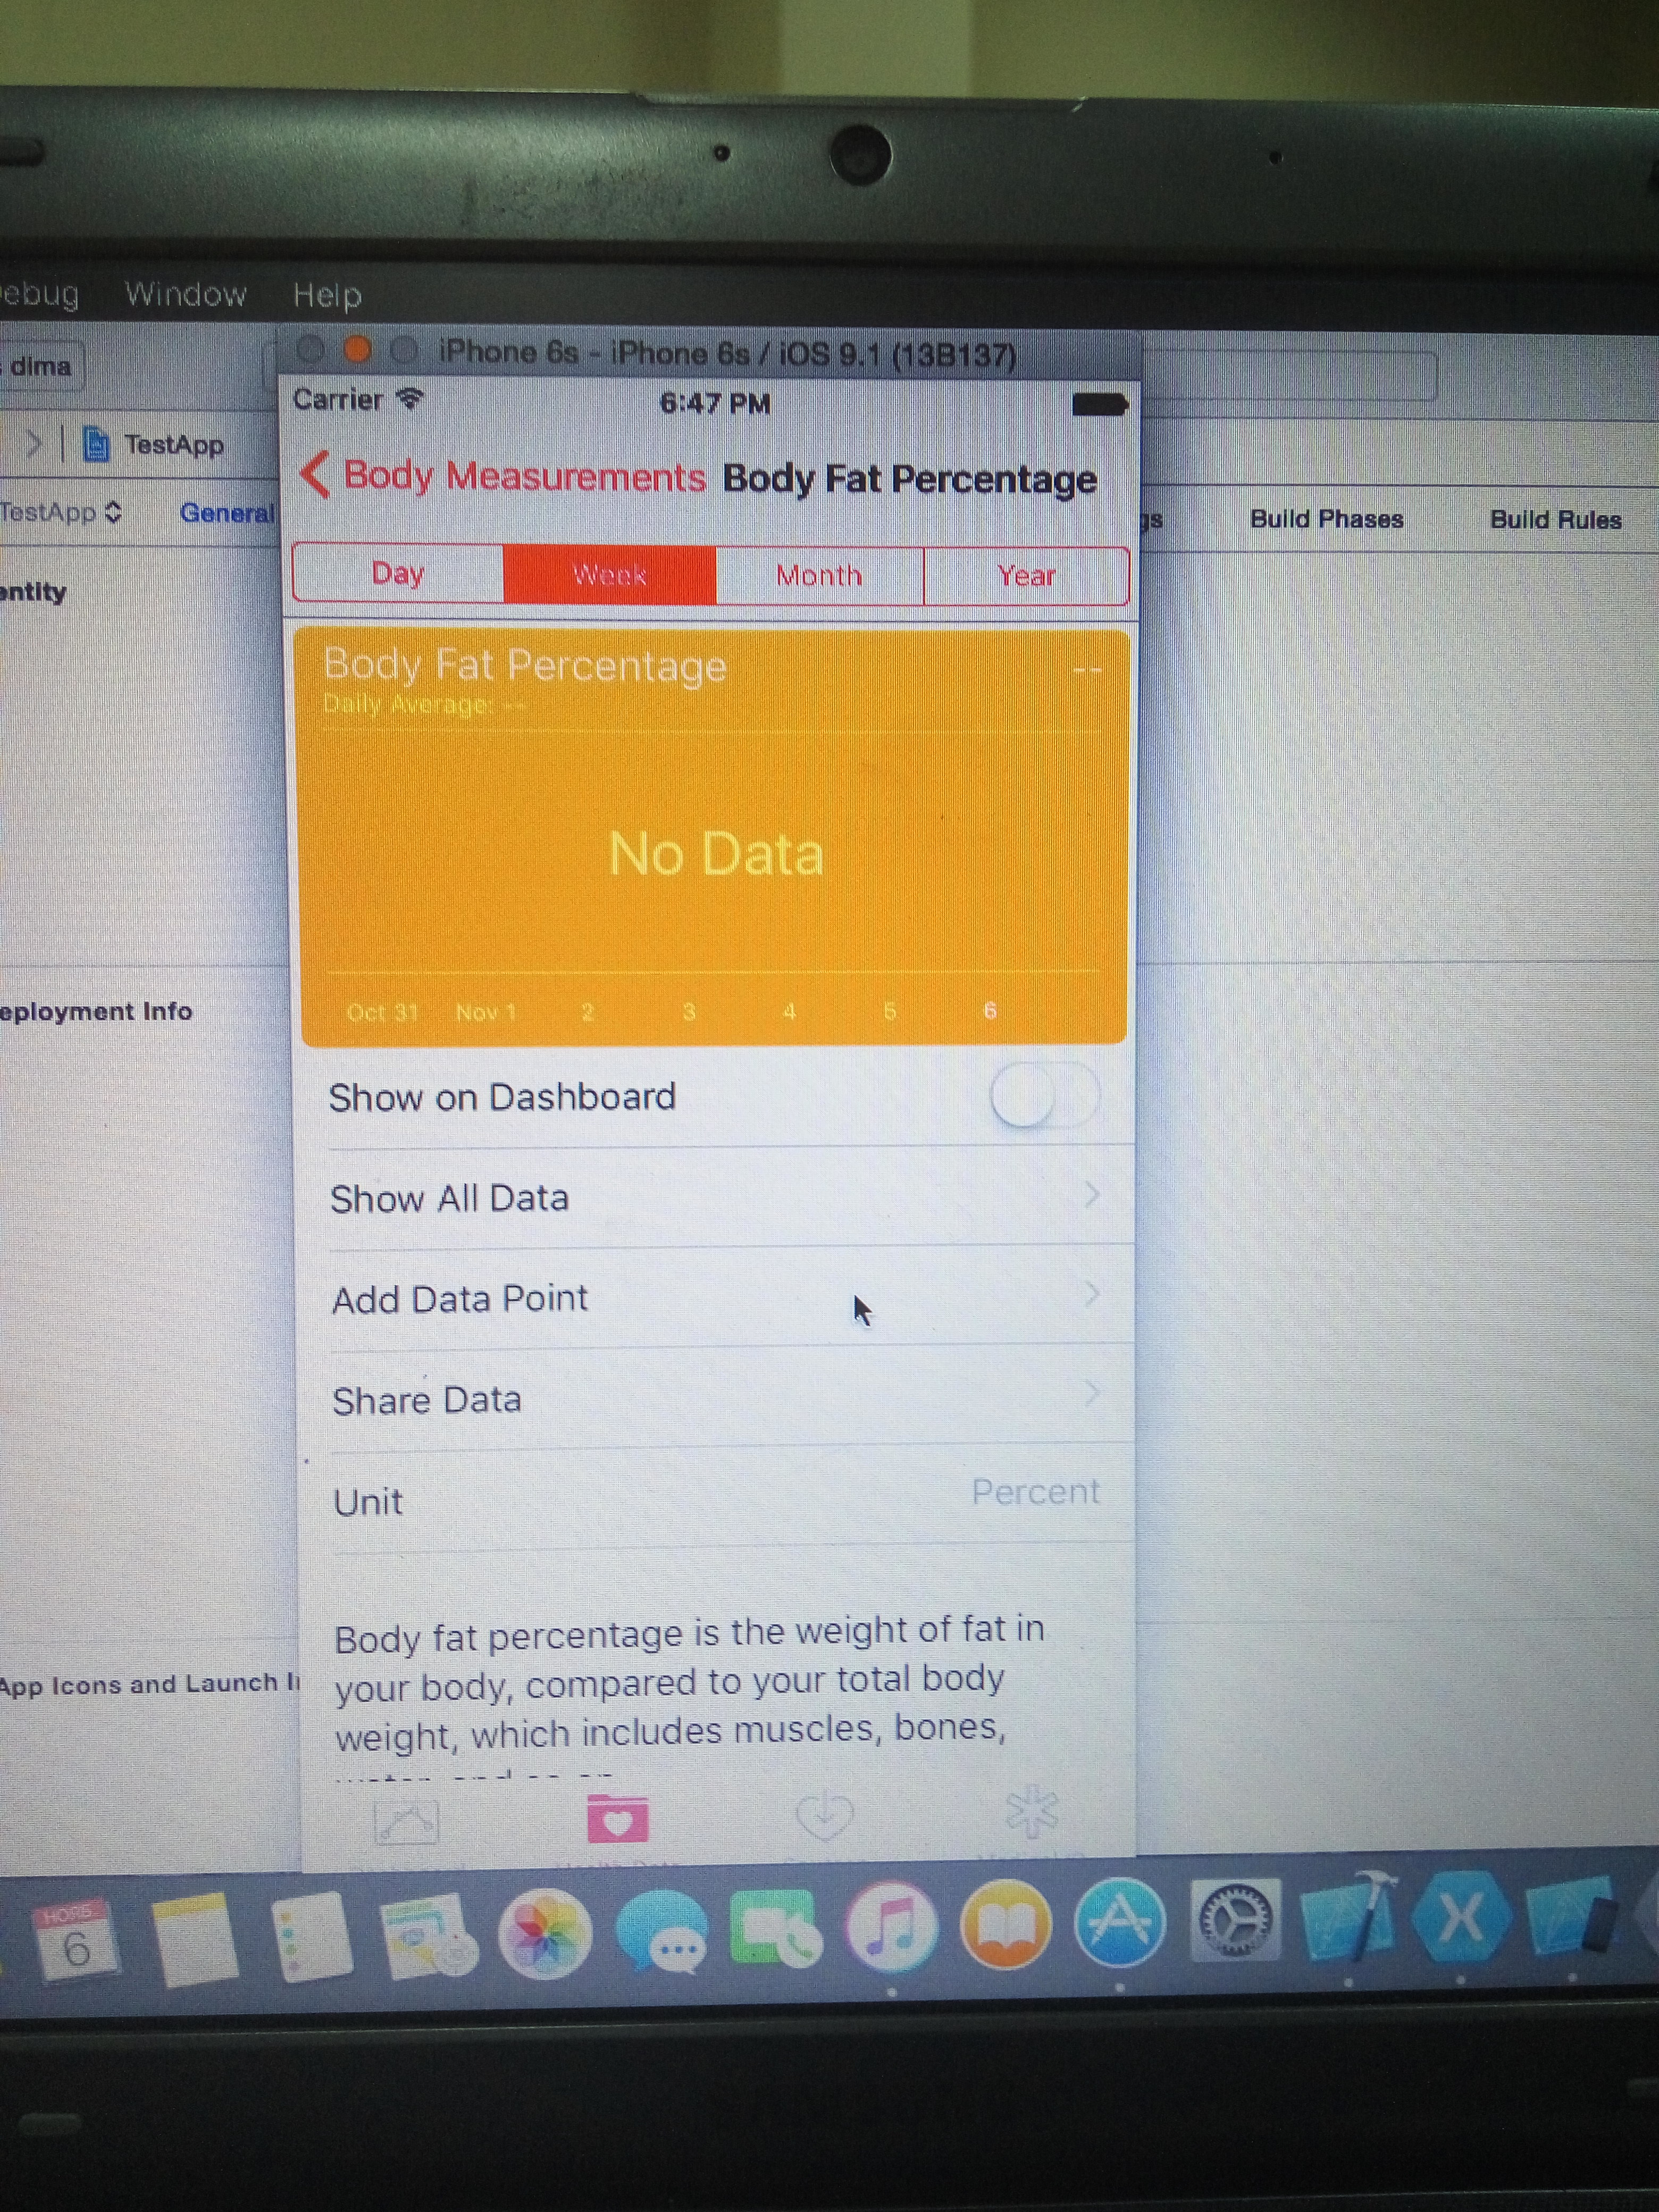 ebug Window Help
iPhone 6s - iPhone 6s / iOS 9.1 (13B137)
dima
Carrier 6:47 PM
TestApp
Body Measurements Body Fat Percentage
TestApp General
gs Build Phases Build Rules
Day Week Month Year
entity
Body Fat Percentage --
Daily Average: --
No Data
Oct 31 Nov 1 2 3 4 5 6
eployment Info
Show on Dashboard
Show All Data
Add Data Point
Share Data
Unit Percent
Body fat percentage is the weight of fat in
your body, compared to your total body
weight, which includes muscles, bones,
App Icons and Launch I
6